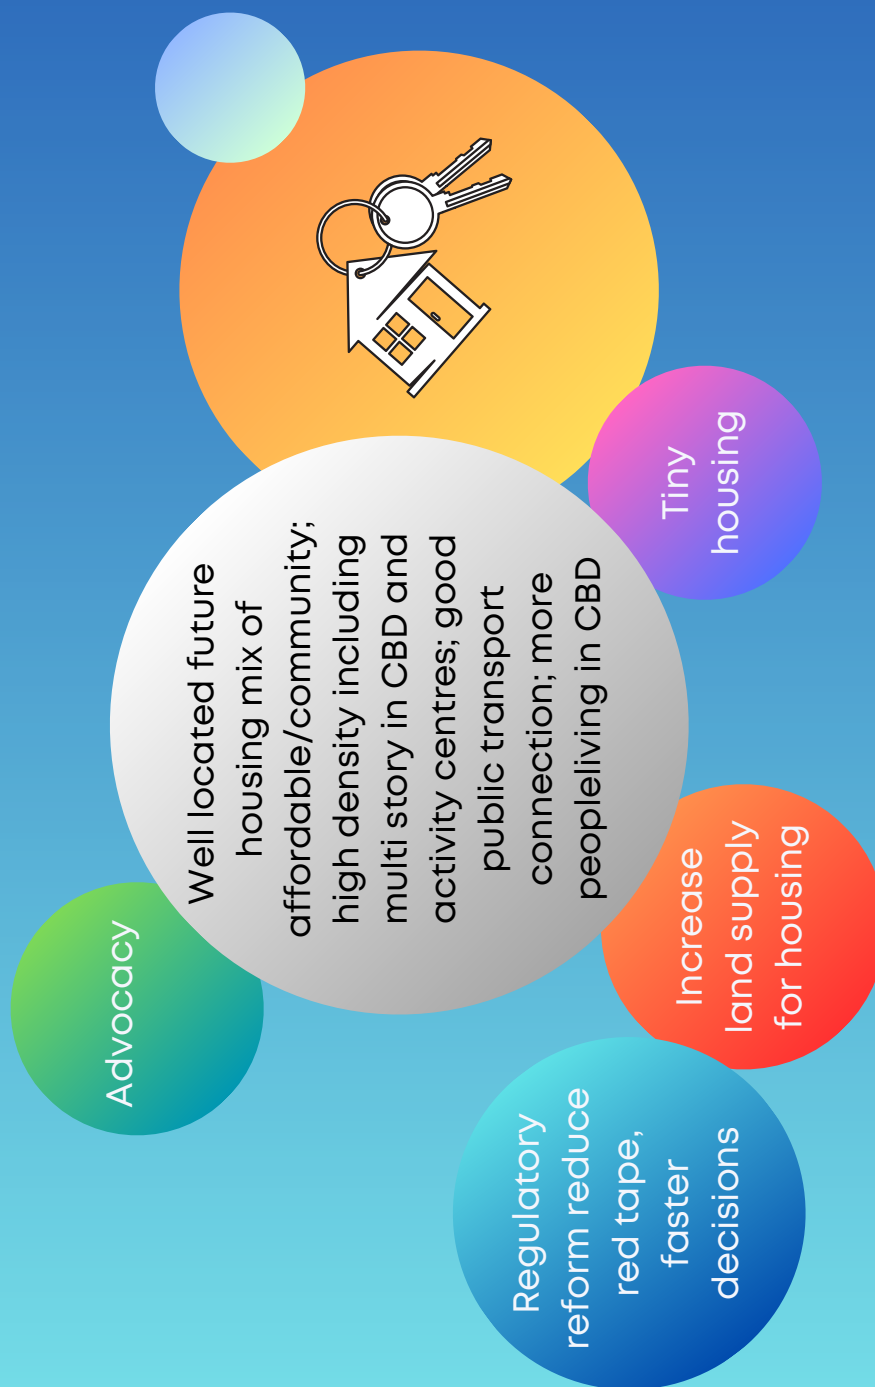 Advocacy
Well located future
housing mix of
affordable/community;
high density including
multi story in CBD and
activity centres; good
public transport
connection; more
peopleliving in CBD
Regulatory
reform reduce
red tape,
faster
decisions
Increase
land supply
for housing
Tiny
housing